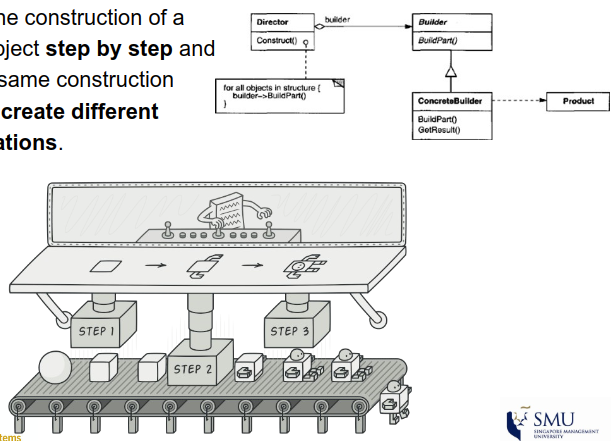 ne construction of a
oject step by step and
same construction
create different
ations.
Director
Construct()
builder
Builder
BuildPart()
for all objects in structure {
builder->BuildPart()
}
ConcreteBuilder
BuildPart()
GetResult()
Product
STEP 1
STEP 2
STEP 3
tems
SMU
SINGAPORE MANAGEMENT
UNIVERSITY